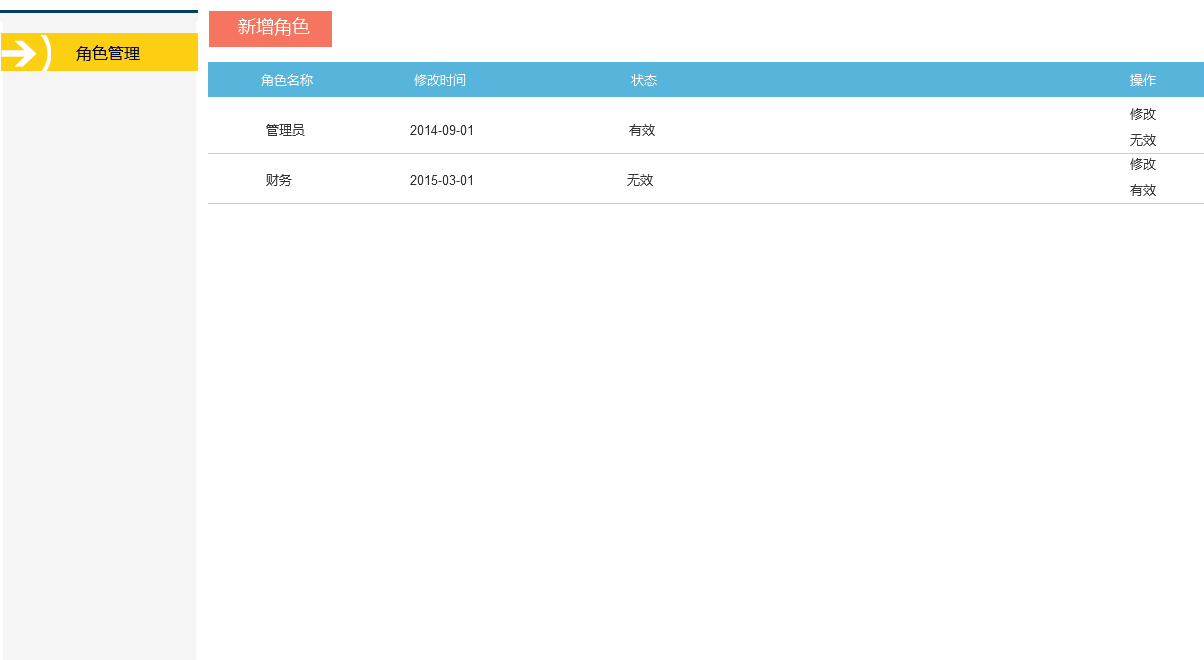 新增角色
角色管理
角色名称 修改时间 状态 操作
管理员 2014-09-01 有效 修改
无效
财务 2015-03-01 无效 修改
有效